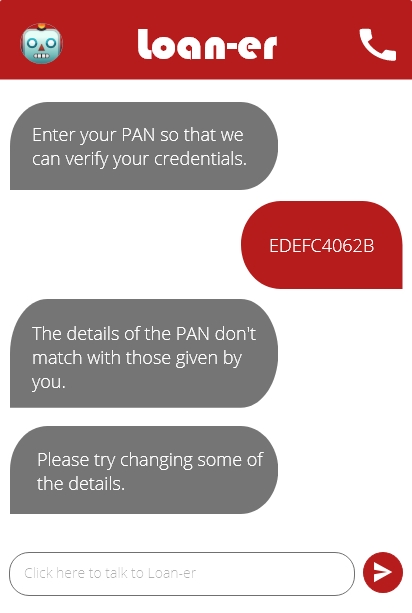 Loan-er
Enter your PAN so that we
can verify your credentials.
EDEFC4062B
The details of the PAN don't
match with those given by
you.
Please try changing some of
the details.
Click here to talk to Loan-er